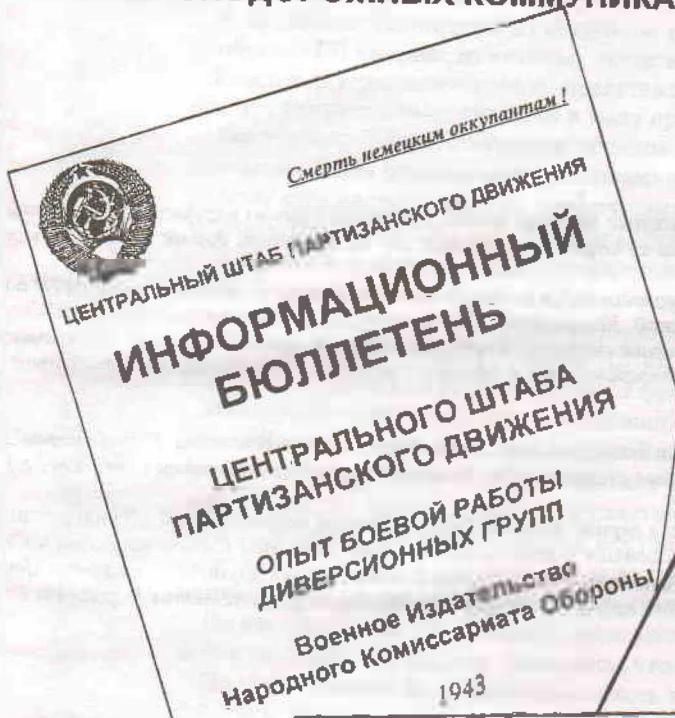 КОММУНИКА
Смерть немецким оккупантам!
ЦЕНТРАЛЬНЫЙ ШТАБ ПАРТИЗАНСКОГО ДВИЖЕНИЯ
ИНФОРМАЦИОННЫЙ
БЮЛЛЕТЕНЬ
ЦЕНТРАЛЬНОГО ШТАБА
ПАРТИЗАНСКОГО ДВИЖЕНИЯ
ОПЫТ БОЕВОЙ РАБОТЫ
ДИВЕРСИОННЫХ ГРУПП
Военное Издательство
Народного Комиссариата Обороны
1943